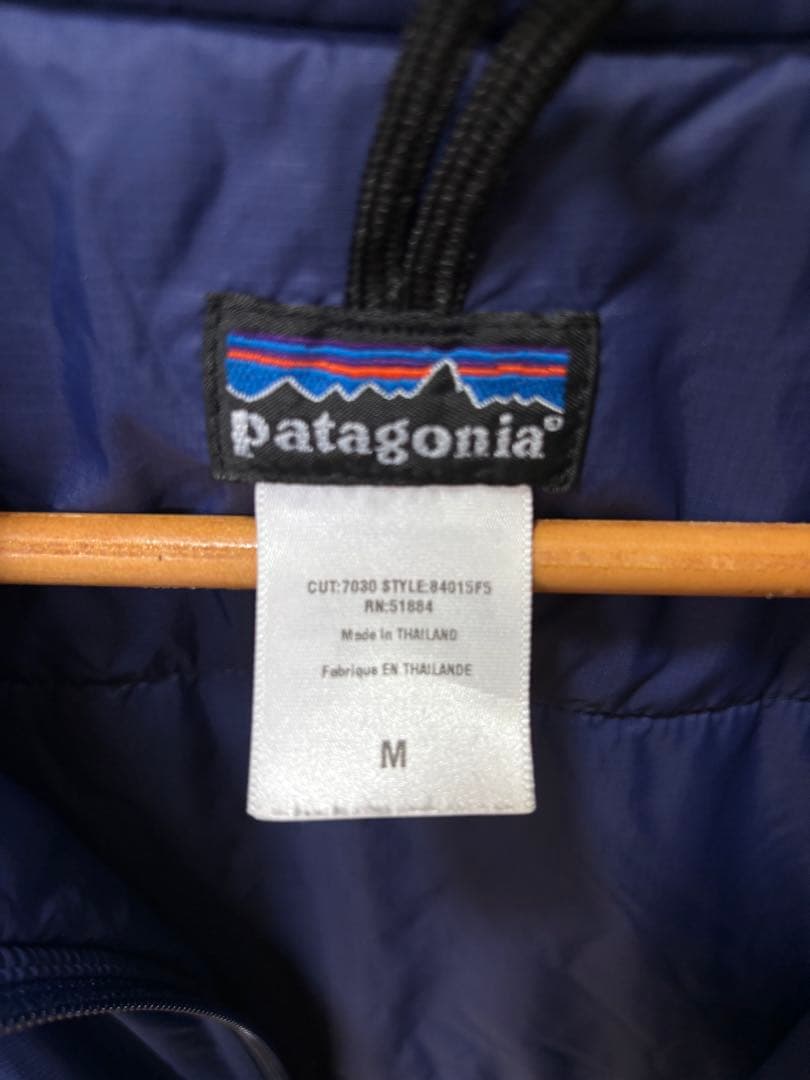 patagonia®
CUT:7030 STYLE:84015F5
RN:51884
Made in THAILAND
Fabrique EN THAILANDE
M